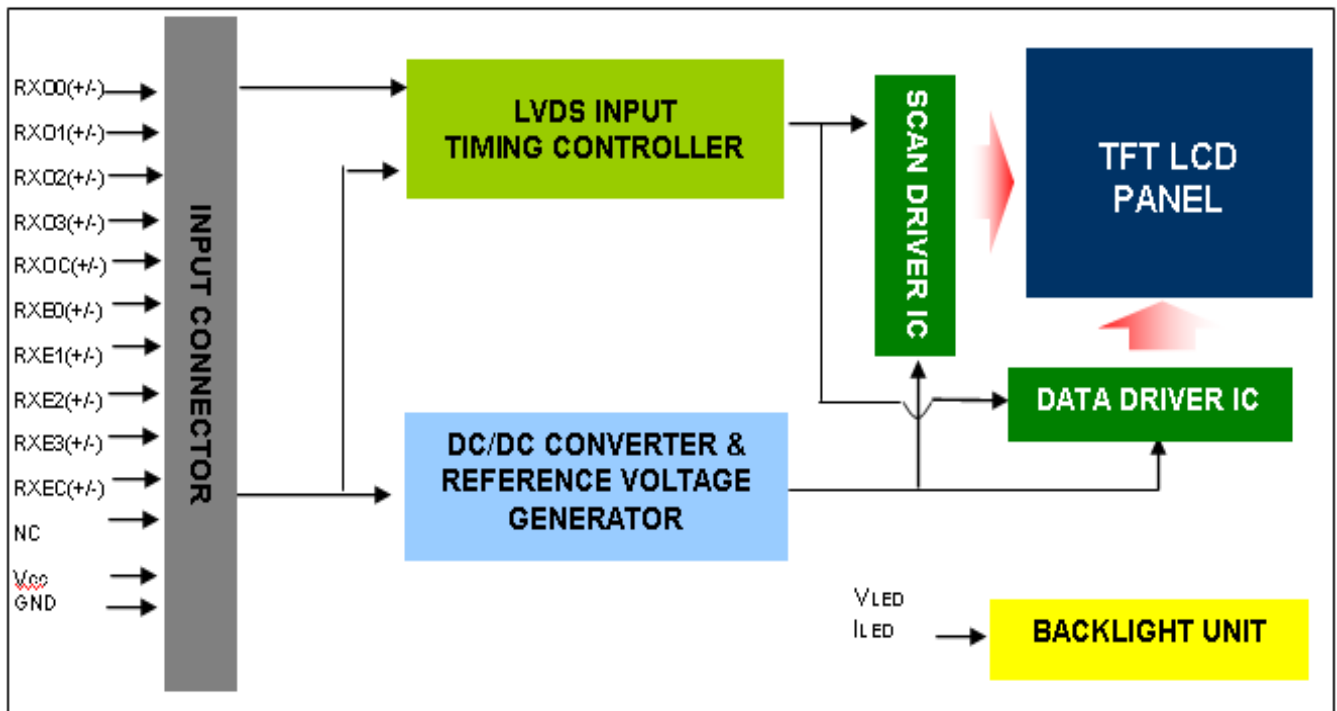 RXO0(+/-)
RXO1(+/-)
RXO2(+/-)
RXO3(+/-)
RXOC(+/-)
RXE0(+/-)
RXE1(+/-)
RXE2(+/-)
RXE3(+/-)
RXEC(+/-)
NC
Vcc
GND
INPUT CONNECTOR
LVDS INPUT
TIMING CONTROLLER
DC/DC CONVERTER &
REFERENCE VOLTAGE
GENERATOR
SCAN DRIVER IC
TFT LCD
PANEL
DATA DRIVER IC
VLED
ILED
BACKLIGHT UNIT